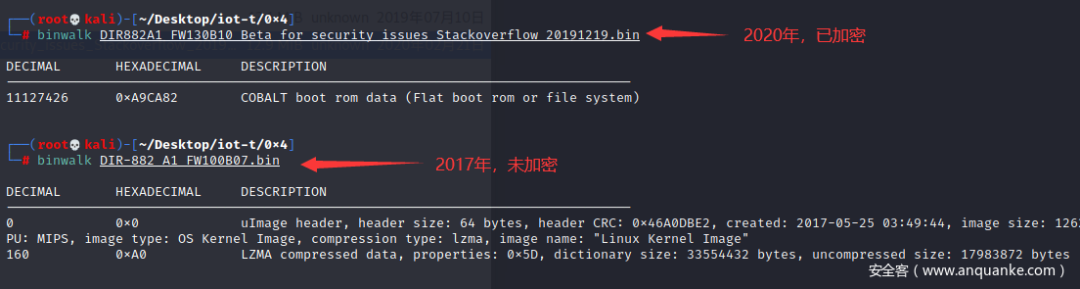 ┌──(root💀kali)-[~/Desktop/iot-t/0×4]
└─# binwalk DIR882A1_FW130B10_Beta_for_security_issues_Stackoverflow_20191219.bin
2020年，已加密
DECIMAL HEXADECIMAL DESCRIPTION
11127426 0×A9CA82 COBALT boot rom data (Flat boot rom or file system)
┌──(root💀kali)-[~/Desktop/iot-t/0×4]
└─# binwalk DIR-882_A1_FW100B07.bin
2017年，未加密
DECIMAL HEXADECIMAL DESCRIPTION
0 0×0 uImage header, header size: 64 bytes, header CRC: 0×46A0DBE2, created: 2017-05-25 03:49:44, image size: 126
PU: MIPS, image type: OS Kernel Image, compression type: lzma, image name: "Linux Kernel Image"
160 0×A0 LZMA compressed data, properties: 0×5D, dictionary size: 33554432 bytes, uncompressed size: 17983872 bytes
安全客（www.anquanke.com）